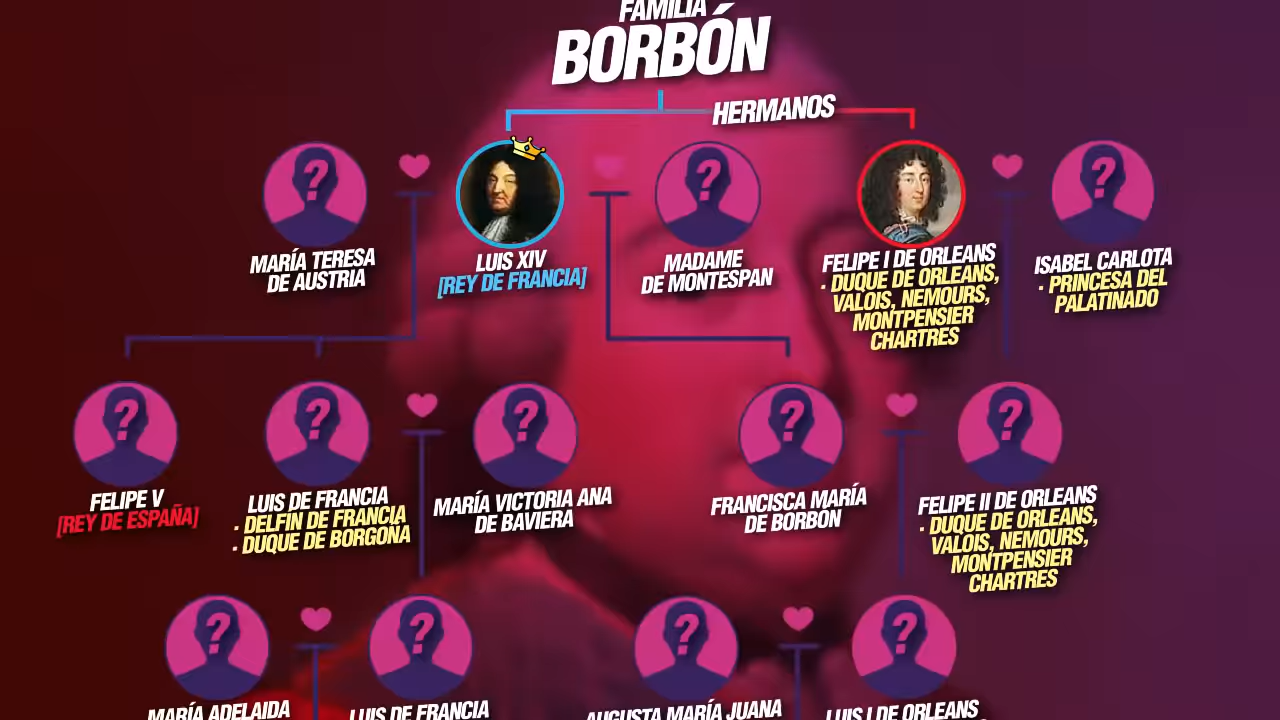 FAMILIA
BORBÓN
HERMANOS
?
?
?
MARÍA TERESA
DE AUSTRIA
LUIS XIV
[REY DE FRANCIA]
MADAME
DE MONTESPAN
FELIPE I DE ORLEANS
· DUQUE DE ORLEANS,
VALOIS, NEMOURS,
MONTPENSIER
CHARTRES
ISABEL CARLOTA
· PRINCESA DEL
PALATINADO
?
?
?
?
?
FELIPE V
[REY DE ESPAÑA]
LUIS DE FRANCIA
· DELFÍN DE FRANCIA
· DUQUE DE BORGONA
MARÍA VICTORIA ANA
DE BAVIERA
FRANCISCA MARÍA
DE BORBÓN
FELIPE II DE ORLEANS
· DUQUE DE ORLEANS,
VALOIS, NEMOURS,
MONTPENSIER
CHARTRES
?
?
?
?
MARÍA ADELAIDA
LUIS DE FRANCIA
AUGUSTA MARÍA JUANA
LUIS I DE ORLEANS